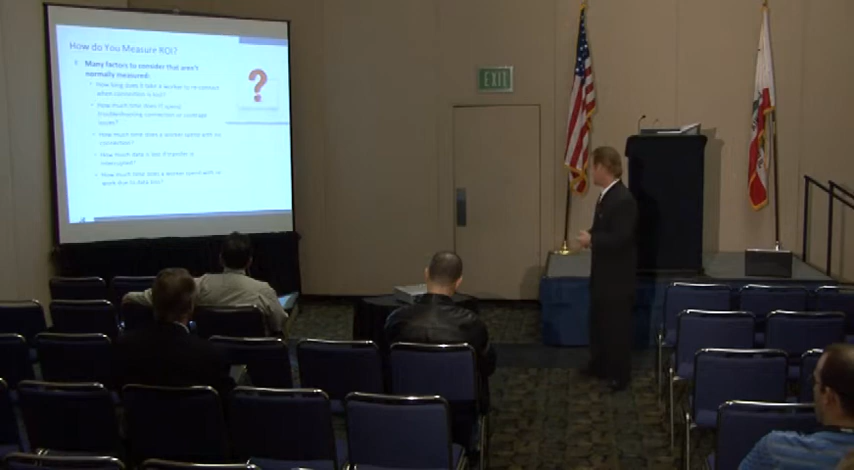 How do You Measure ROI?
Many factors to consider that aren't
normally measured:
How long does it take a worker to reconnect
when connection is lost?
How much time does IT spend
troubleshooting connection or coverage
issues?
How much time does a worker spend with no
connection?
How much data is lost if transfer is
interrupted?
How much time does a worker spend with
work due to data loss?
EXIT